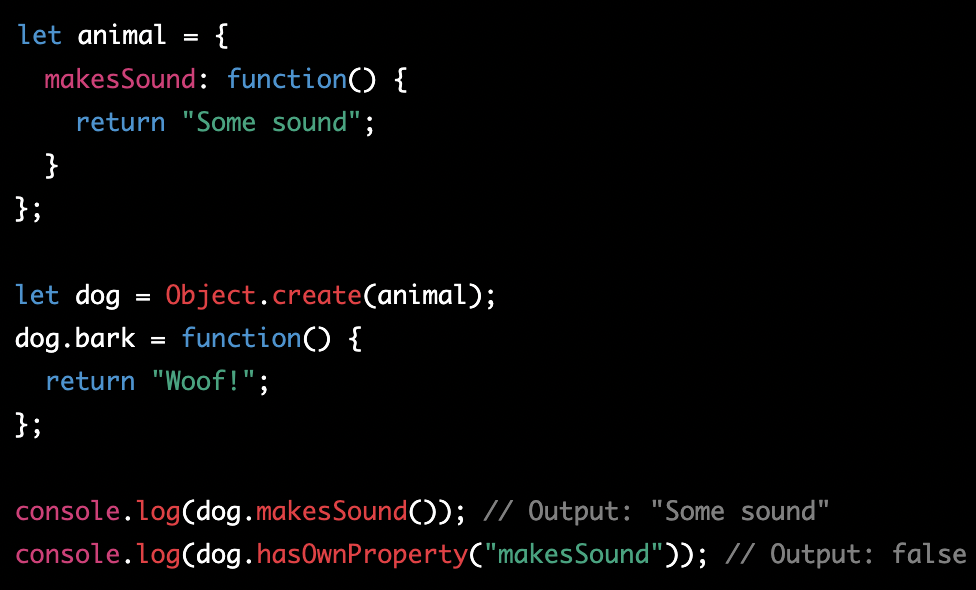 let animal = {
  makesSound: function() {
    return "Some sound";
  }
};

let dog = Object.create(animal);
dog.bark = function() {
  return "Woof!";
};

console.log(dog.makesSound()); // Output: "Some sound"
console.log(dog.hasOwnProperty("makesSound")); // Output: false